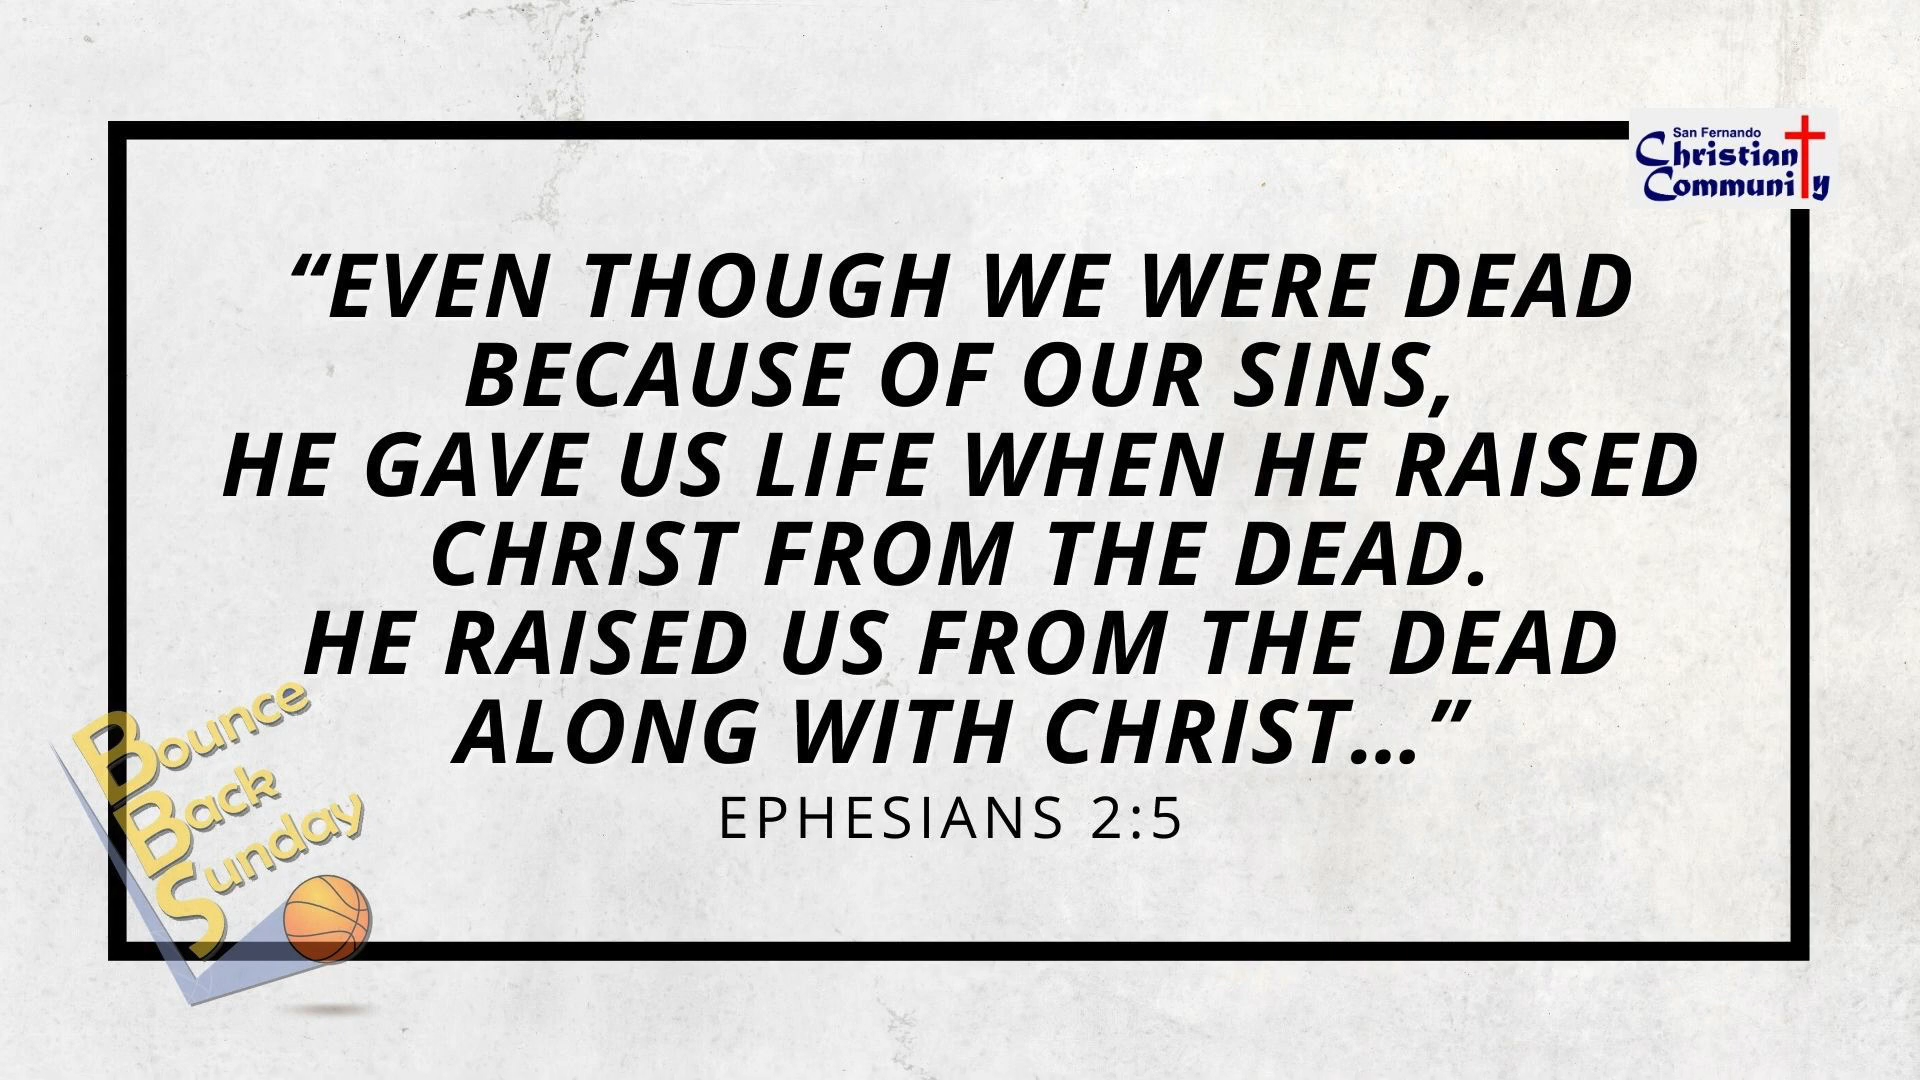 San Fernando
Christian
Community
“EVEN THOUGH WE WERE DEAD
BECAUSE OF OUR SINS,
HE GAVE US LIFE WHEN HE RAISED
CHRIST FROM THE DEAD.
HE RAISED US FROM THE DEAD
ALONG WITH CHRIST...”
EPHESIANS 2:5
Bounce
Back
Sunday